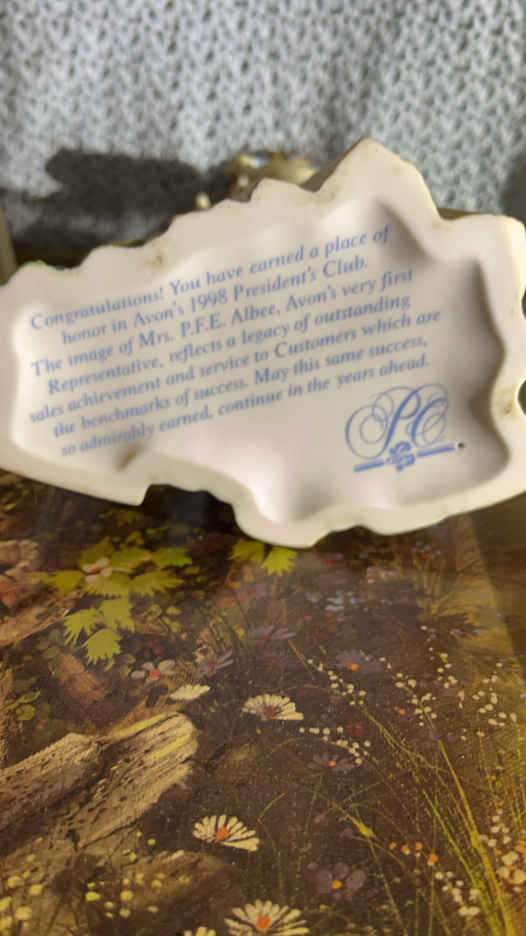 Congratulations! You have earned a place of
honor in Avon's 1998 President's Club.
The image of Mrs. P.F.E. Albee, Avon's very first
Representative, reflects a legacy of outstanding
sales achievement and service to Customers which are
the benchmarks of success. May this same success,
so admirably earned, continue in the years ahead.
PC